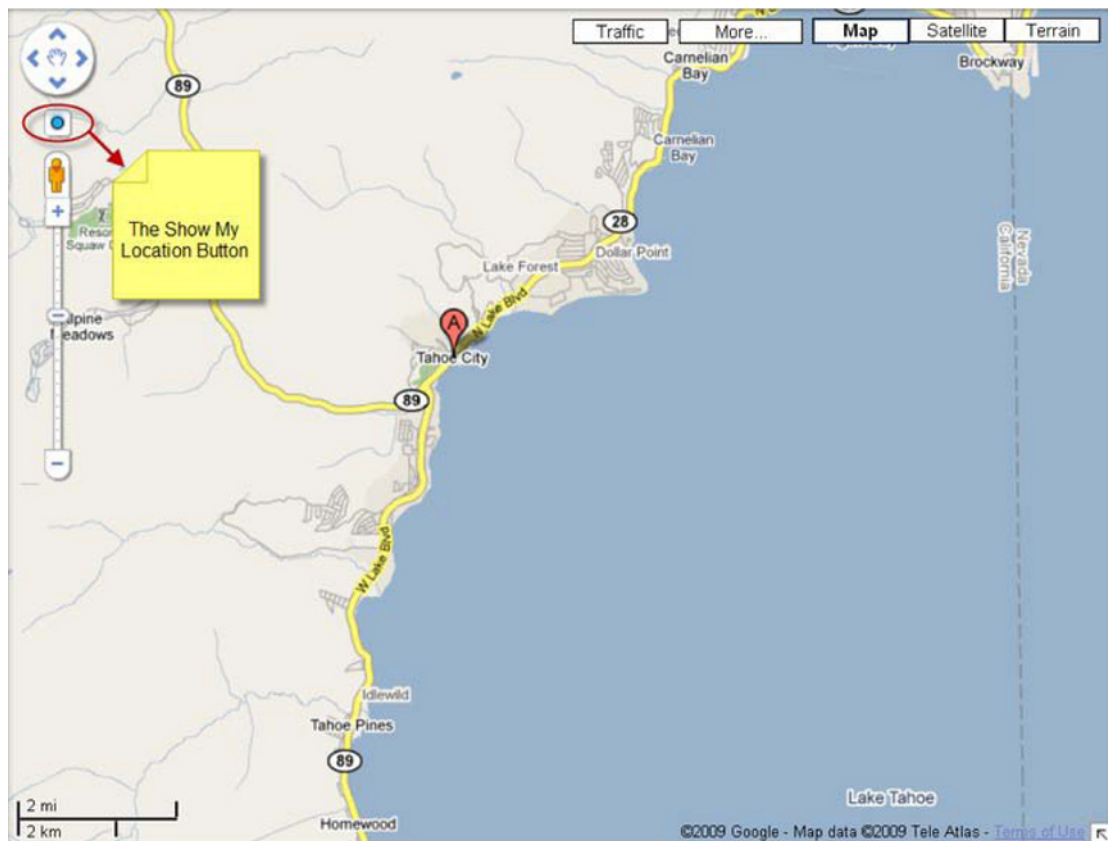 Traffic
More...
Map
Satellite
Terrain
Carnelian
Bay
Brockway
89
Carnelian
Bay
The Show My
Location Button
28
Nevada
California
Dollar Point
Lake Forest
N Lake Blvd
A
Tahoe City
Meadows
89
W Lake Blvd
Idlewild
Tahoe Pines
89
Homewood
Lake Tahoe
2 mi
2 km
©2009 Google - Map data ©2009 Tele Atlas - Terms of Use